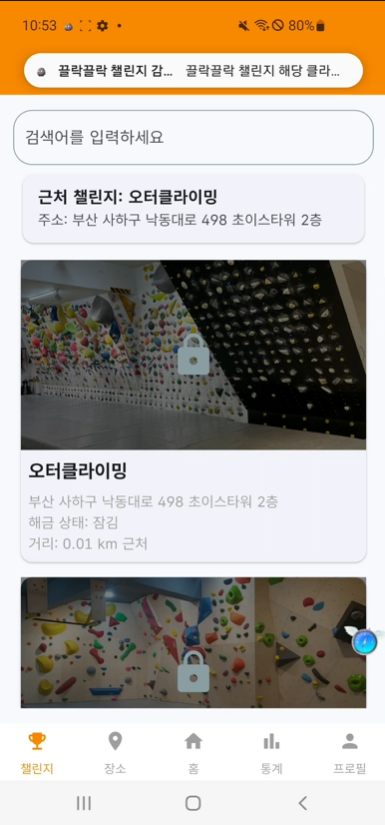 10:53
80%
끌락끌락 챌린지 감... 끌락끌락 챌린지 해당 클라...
검색어를 입력하세요
근처 챌린지: 오터클라이밍
주소: 부산 사하구 낙동대로 498 초이스타워 2층
오터클라이밍
부산 사하구 낙동대로 498 초이스타워 2층
해금 상태: 잠김
거리: 0.01 km 근처
챌린지
장소
홈
통계
프로필